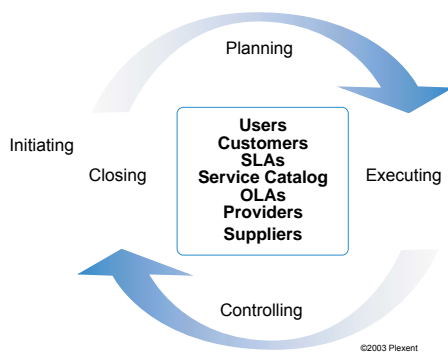 Planning
Users
Customers
SLAs
Service Catalog
OLAs
Providers
Suppliers
Initiating
Closing
Executing
Controlling
©2003 Plexent